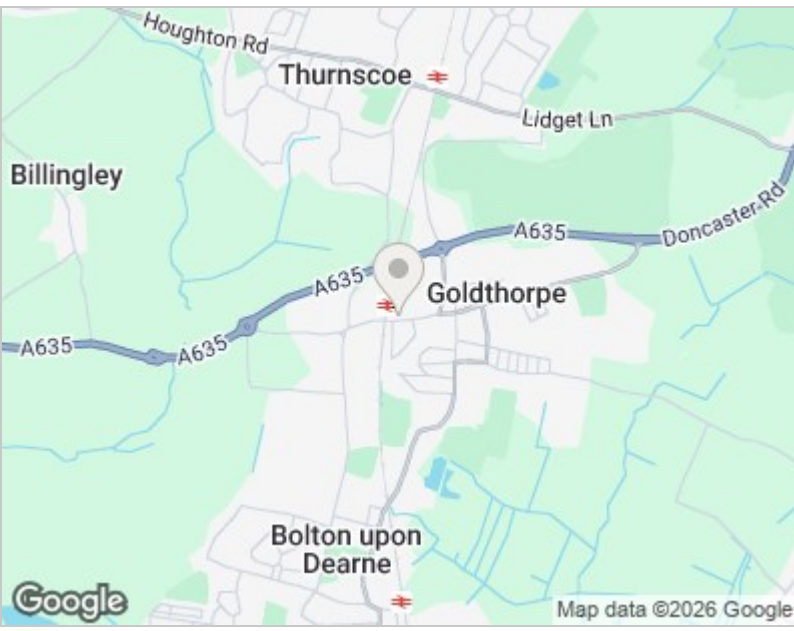 Houghton Rd
Thurnscoe
Lidget Ln
Billingley
Doncaster Rd
A635
A635
Goldthorpe
A635
A635
Bolton upon
Dearne
Google
Map data ©2026 Google